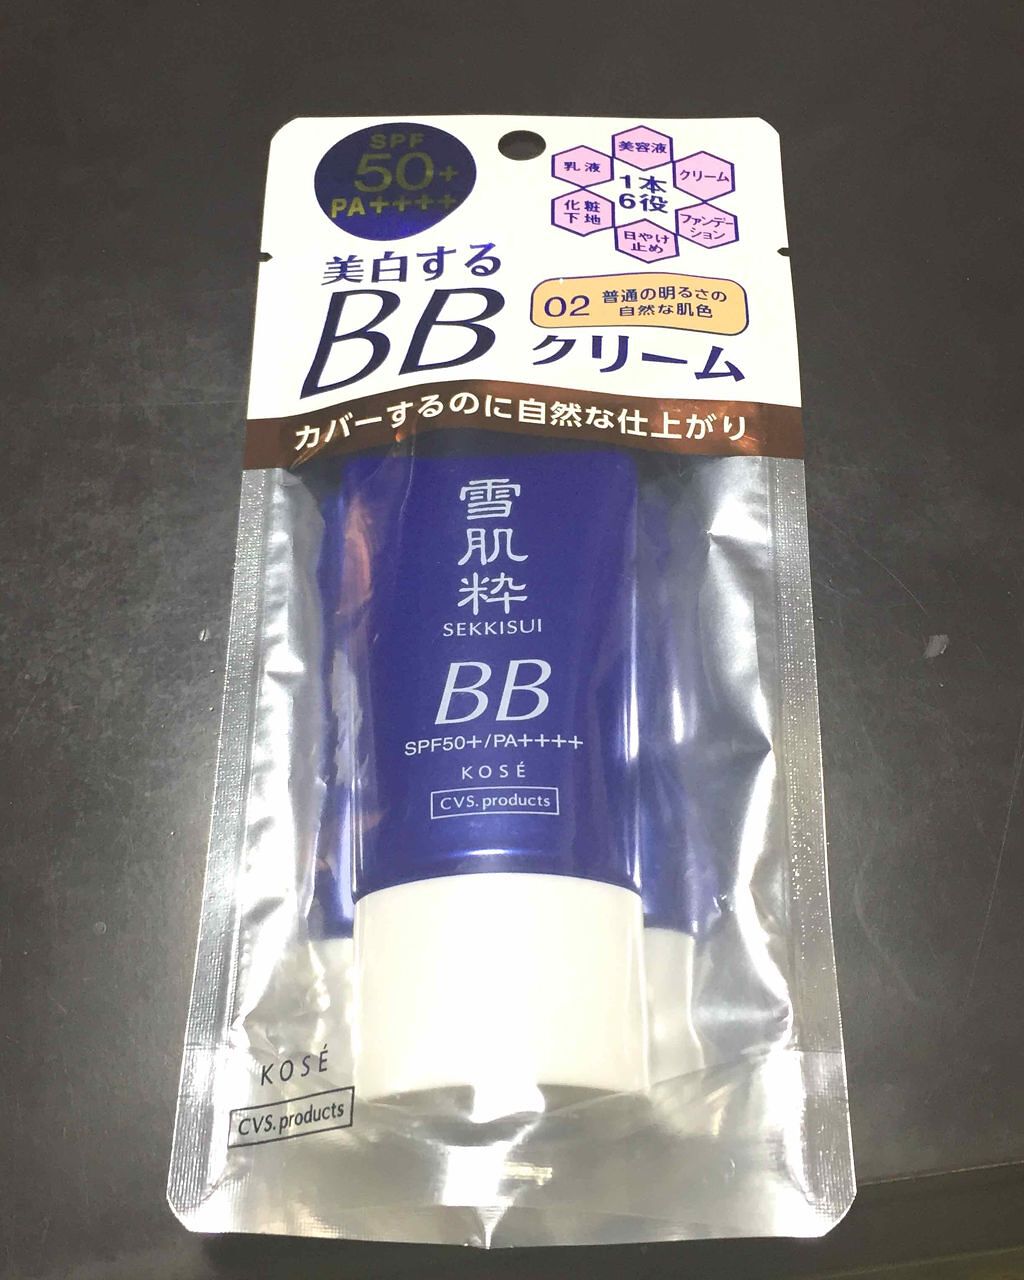 SPF
50+
PA++++
美容液
乳液
クリーム
1本
6役
化粧
下地
ファンデー
ション
日やけ
止め
美白する
BB
クリーム
02
普通の明るさの
自然な肌色
カバーするのに自然な仕上がり
雪
肌
粋
SEKKISUI
BB
SPF50+/PA++++
KOSÉ
CVS.products
KOSÉ
CVS.products